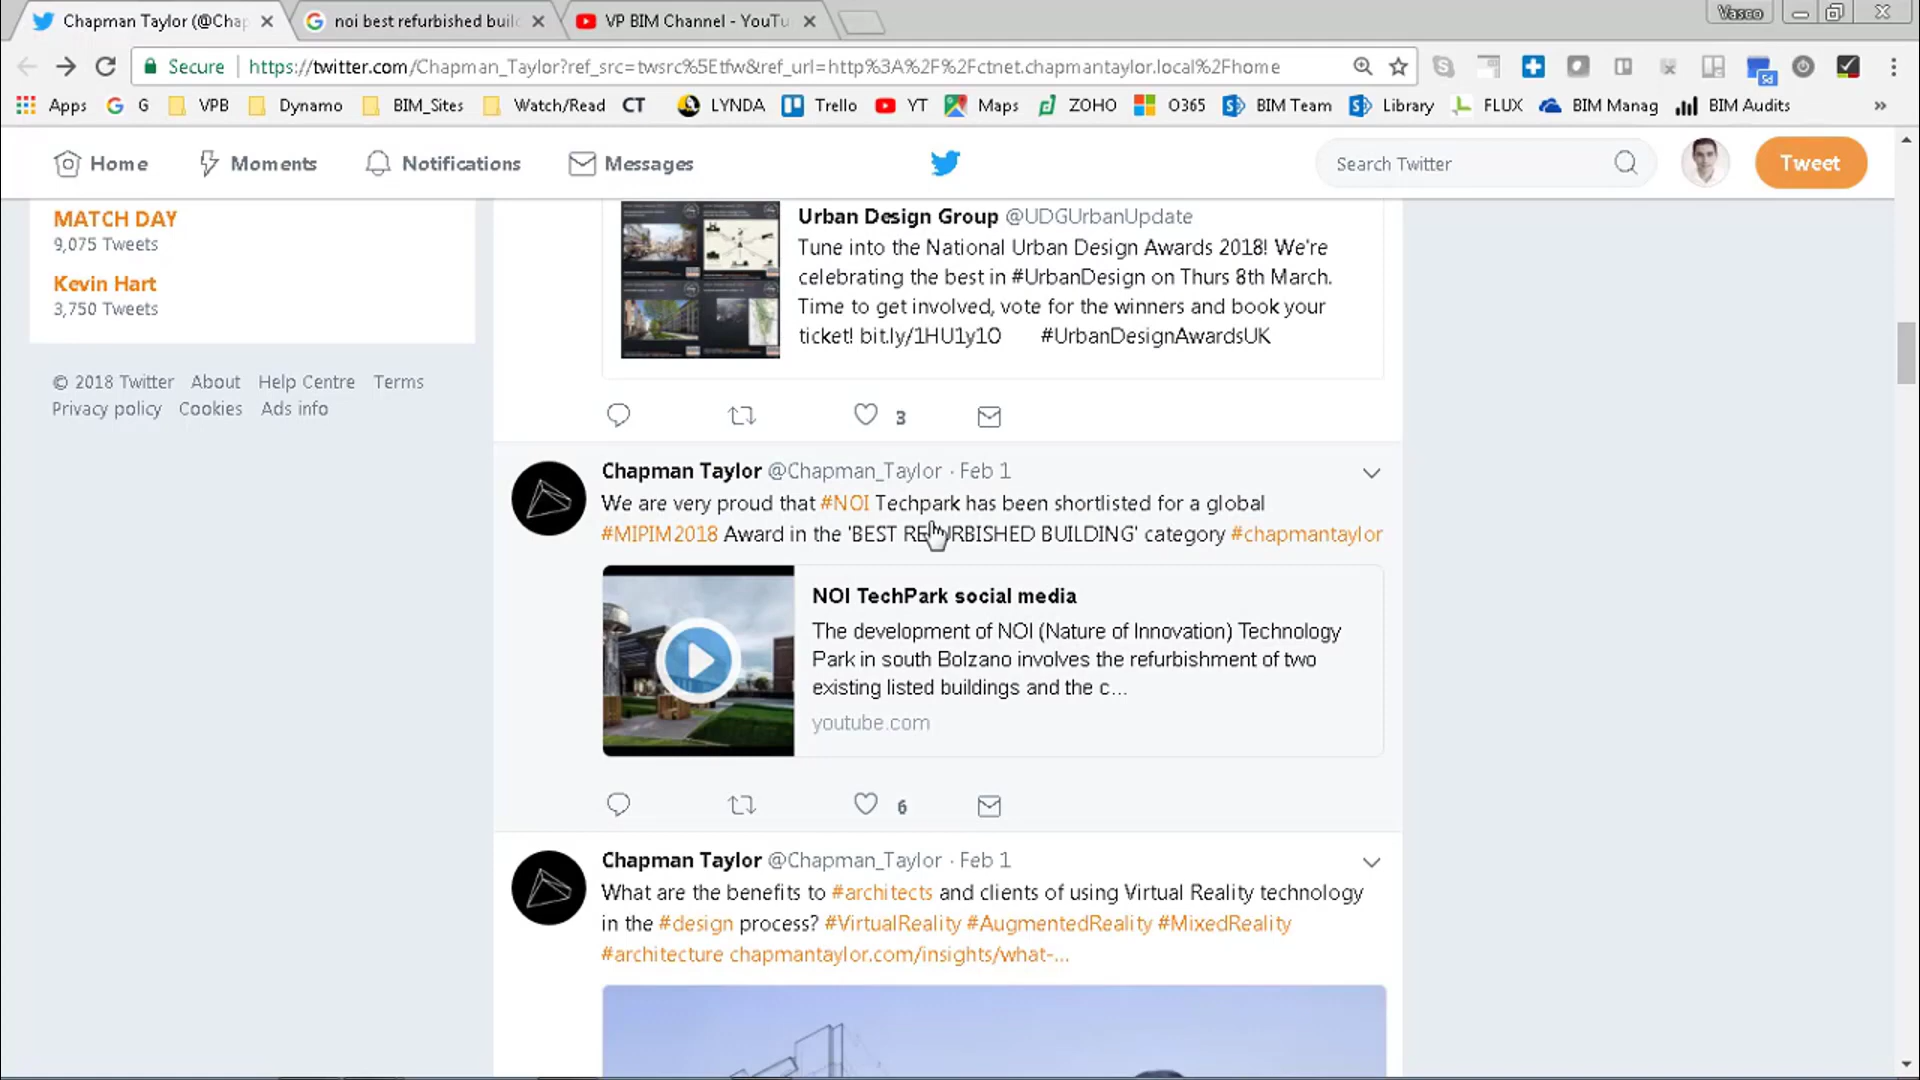 Chapman Taylor (@Chap
noi best refurbished buil
VP BIM Channel - YouTu
Vasco
Secure
https://twitter.com/Chapman_Taylor?ref_src=twsrc%5Etfw&ref_url=http%3A%2F%2Fctnet.chapmantaylor.local%2Fhome
Apps G VPB Dynamo BIM_Sites Watch/Read CT LYNDA Trello YT Maps ZOHO O365 BIM Team Library FLUX BIM Manag BIM Audits »
Home Moments Notifications Messages
Search Twitter
Tweet
MATCH DAY
9,075 Tweets
Kevin Hart
3,750 Tweets
© 2018 Twitter About Help Centre Terms
Privacy policy Cookies Ads info
Urban Design Group @UDGUrbanUpdate
Tune into the National Urban Design Awards 2018! We're
celebrating the best in #UrbanDesign on Thurs 8th March.
Time to get involved, vote for the winners and book your
ticket! bit.ly/1HU1y1O #UrbanDesignAwardsUK
3
Chapman Taylor @Chapman_Taylor · Feb 1
We are very proud that #NOI Techpark has been shortlisted for a global
#MIPIM2018 Award in the 'BEST REFURBISHED BUILDING' category #chapmantaylor
NOI TechPark social media
The development of NOI (Nature of Innovation) Technology
Park in south Bolzano involves the refurbishment of two
existing listed buildings and the c...
youtube.com
6
Chapman Taylor @Chapman_Taylor · Feb 1
What are the benefits to #architects and clients of using Virtual Reality technology
in the #design process? #VirtualReality #AugmentedReality #MixedReality
#architecture chapmantaylor.com/insights/what-...